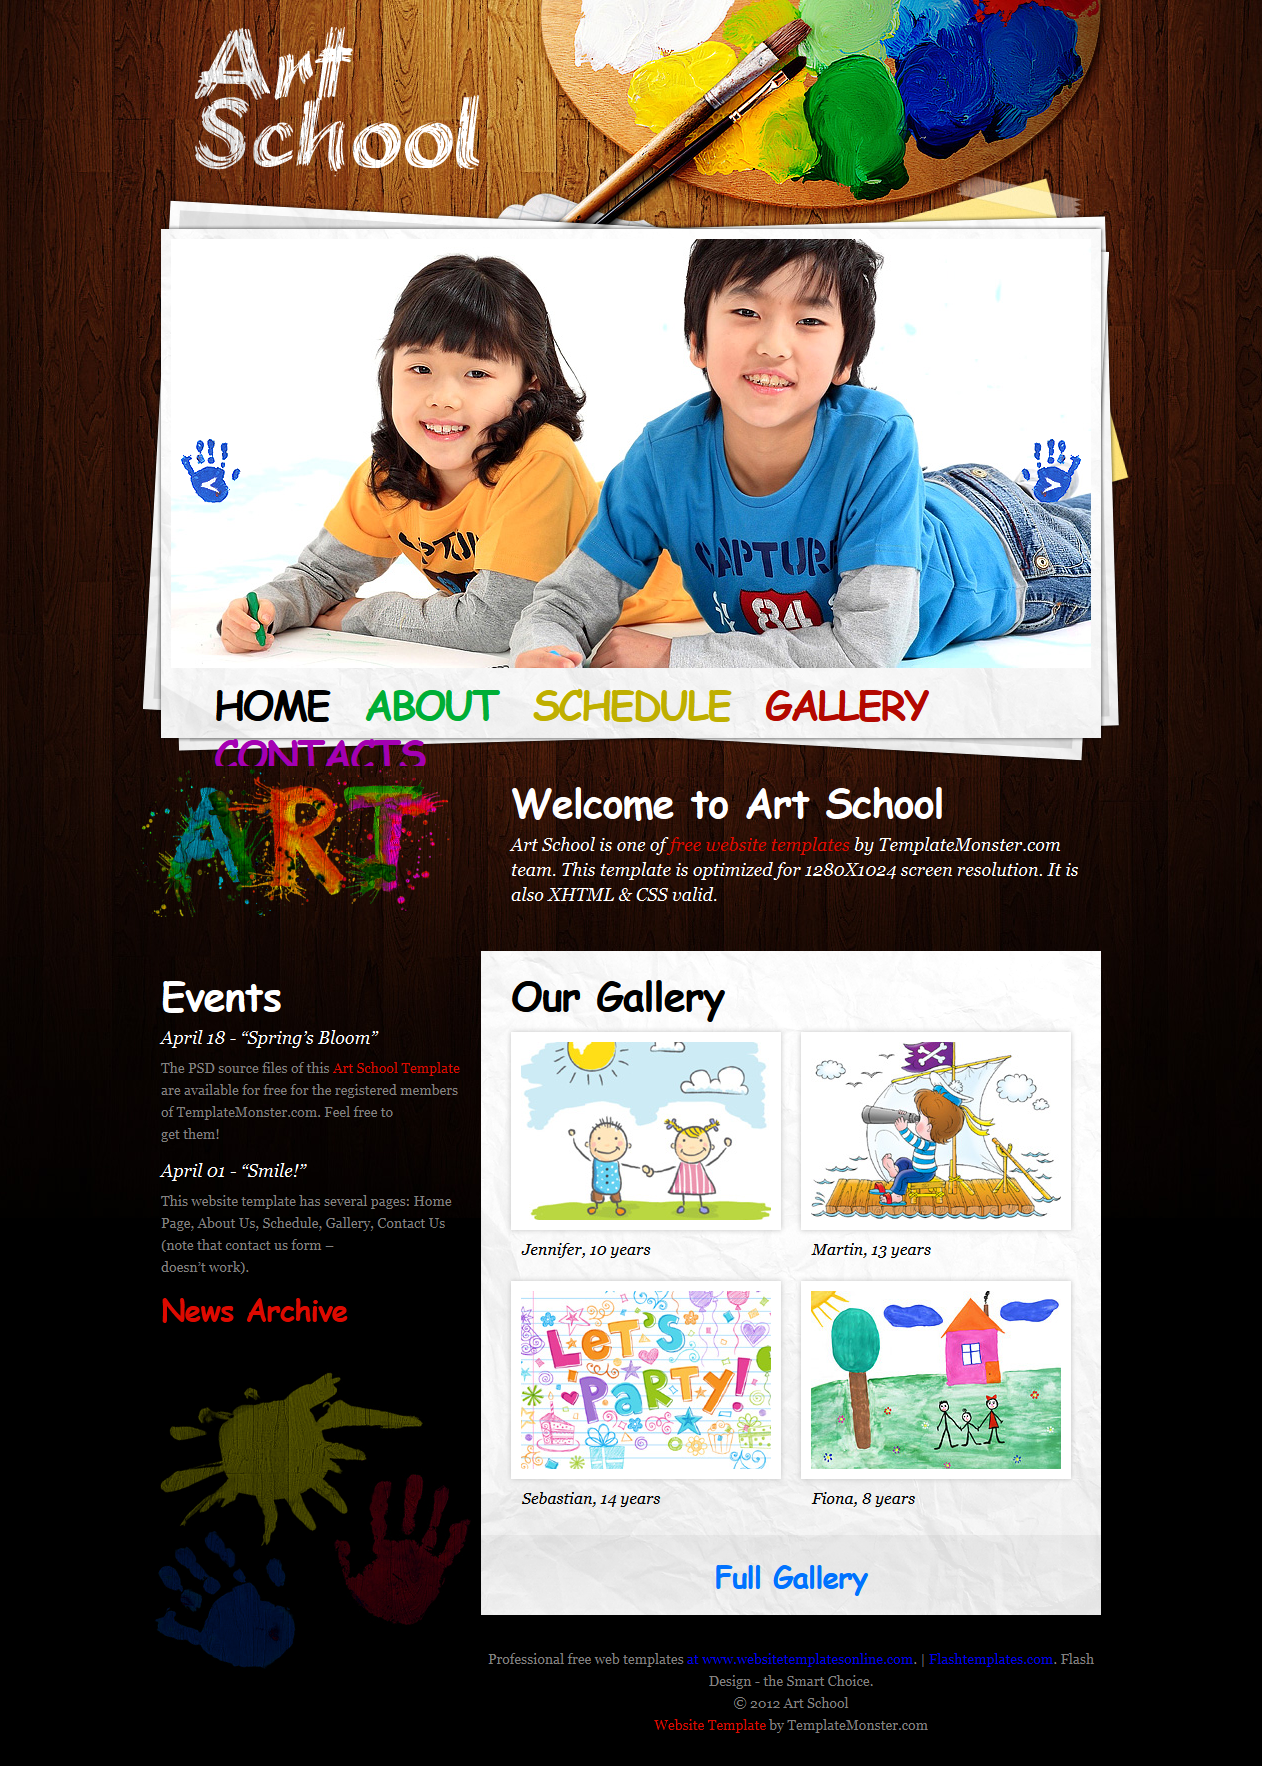 Art
School
CAPTUR
CAPTURE
84
HOME ABOUT SCHEDULE GALLERY
CONTACTS
ART
Welcome to Art School
Art School is one of free website templates by TemplateMonster.com
team. This template is optimized for 1280X1024 screen resolution. It is
also XHTML & CSS valid.
Events
April 18 - “Spring’s Bloom”
The PSD source files of this Art School Template
are available for free for the registered members
of TemplateMonster.com. Feel free to
get them!
April 01 - “Smile!”
This website template has several pages: Home
Page, About Us, Schedule, Gallery, Contact Us
(note that contact us form –
doesn’t work).
News Archive
Our Gallery
Jennifer, 10 years
Martin, 13 years
LET'S
PARTY!
Sebastian, 14 years
Fiona, 8 years
Full Gallery
Professional free web templates at www.websitetemplatesonline.com. | Flashtemplates.com. Flash
Design - the Smart Choice.
© 2012 Art School
Website Template by TemplateMonster.com